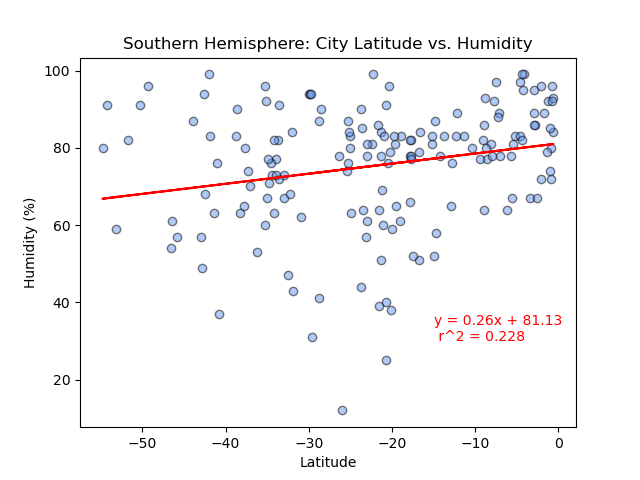 Southern Hemisphere: City Latitude vs. Humidity
100
80
60
40
20
Humidity (%)
y = 0.26x + 81.13
r^2 = 0.228
−50
−40
−30
−20
−10
0
Latitude